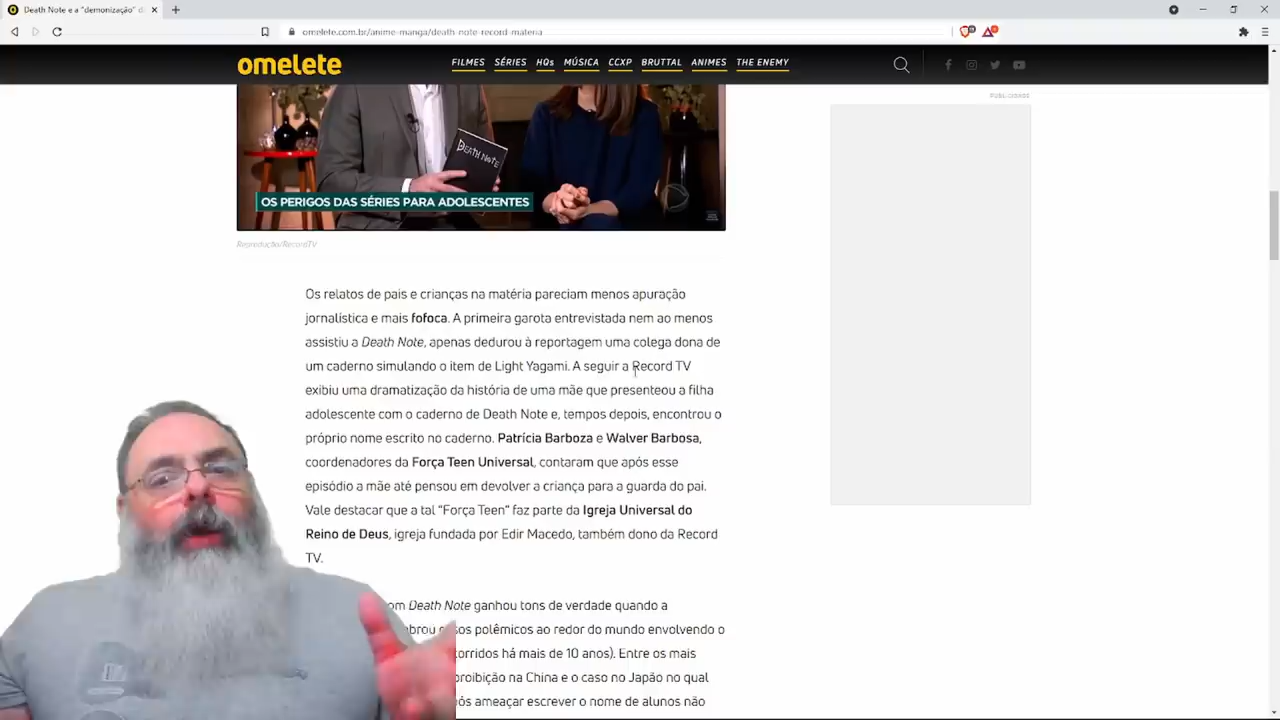 Death Note e a "demonização" d
omelete.com.br/anime-manga/death-note-record-materia
omelete
FILMES SÉRIES HQs MÚSICA CCXP BRUTTAL ANIMES THE ENEMY
PUBLICIDADE
DEATH NOTE
OS PERIGOS DAS SÉRIES PARA ADOLESCENTES
Reprodução/RecordTV
Os relatos de pais e crianças na matéria pareciam menos apuração
jornalística e mais fofoca. A primeira garota entrevistada nem ao menos
assistiu a Death Note, apenas dedurou à reportagem uma colega dona de
um caderno simulando o item de Light Yagami. A seguir a Record TV
exibiu uma dramatização da história de uma mãe que presenteou a filha
adolescente com o caderno de Death Note e, tempos depois, encontrou o
próprio nome escrito no caderno. Patrícia Barboza e Walver Barbosa,
coordenadores da Força Teen Universal, contaram que após esse
episódio a mãe até pensou em devolver a criança para a guarda do pai.
Vale destacar que a tal "Força Teen" faz parte da Igreja Universal do
Reino de Deus, igreja fundada por Edir Macedo, também dono da Record
TV.
om Death Note ganhou tons de verdade quando a
brou casos polêmicos ao redor do mundo envolvendo o
corridos há mais de 10 anos). Entre os mais
proibição na China e o caso no Japão no qual
ós ameaçar escrever o nome de alunos não